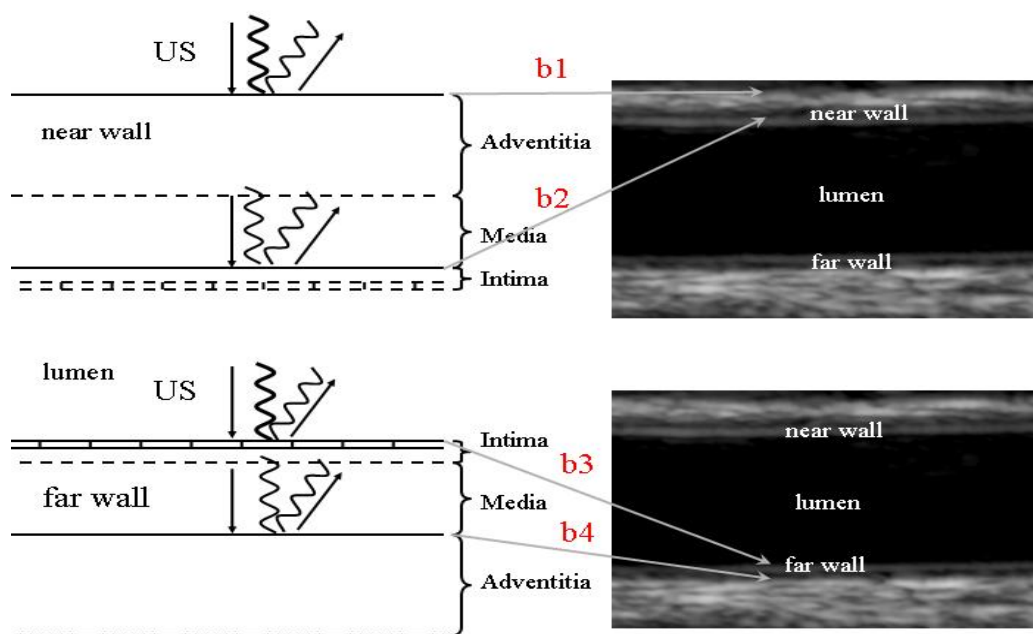 US
b1
near wall
Adventitia
near wall
b2
lumen
Media
far wall
Intima
lumen
US
near wall
Intima
b3
far wall
Media
lumen
b4
far wall
Adventitia